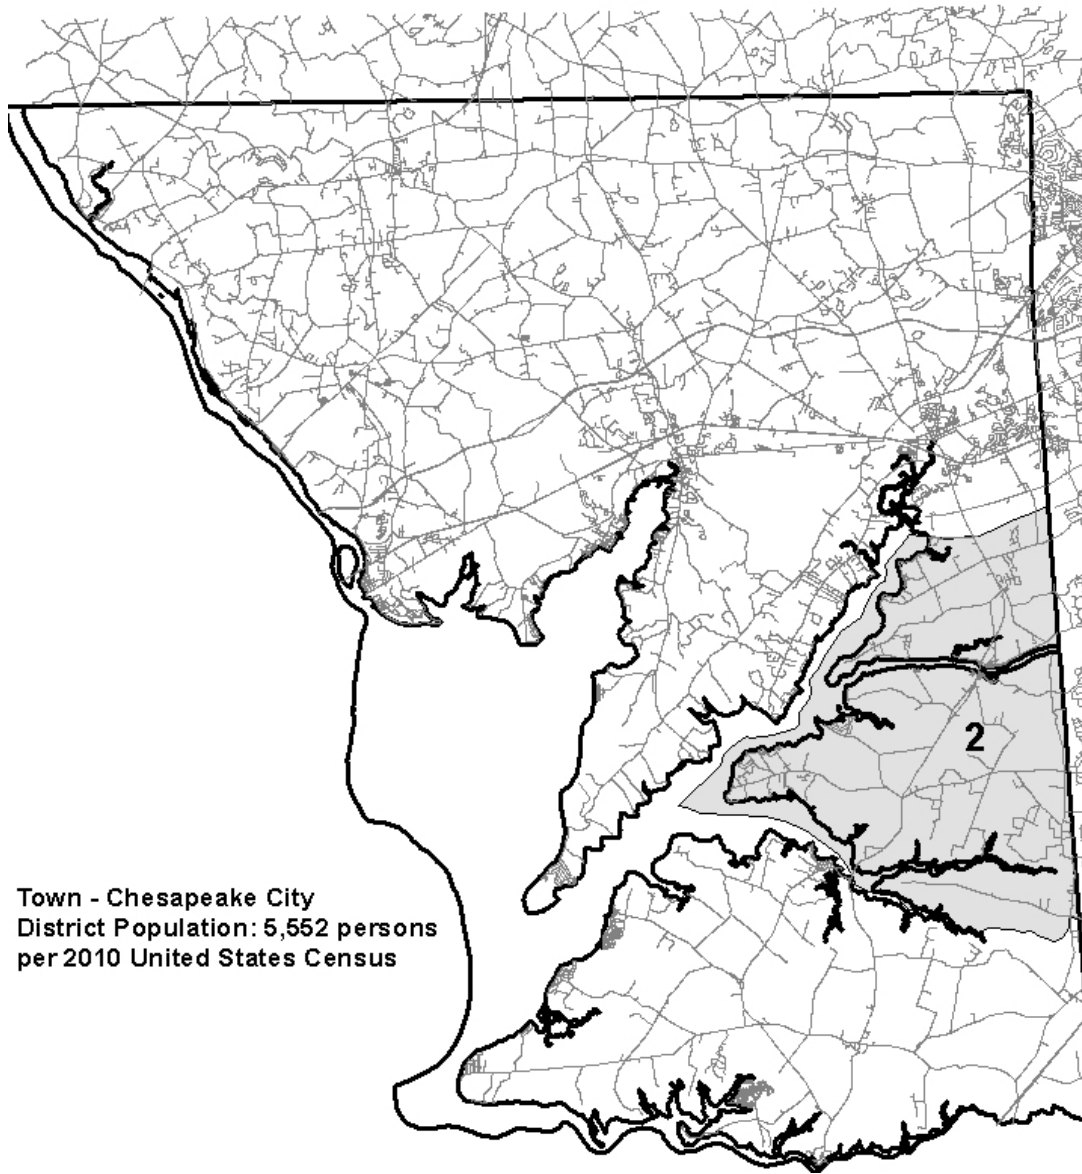 2
Town - Chesapeake City
District Population: 5,552 persons
per 2010 United States Census